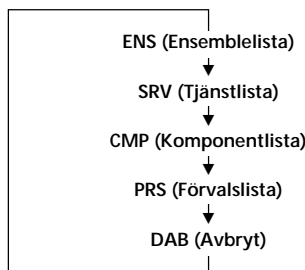 ENS (Ensemblelista)
SRV (Tjänstlista)
CMP (Komponentlista)
PRS (Förvalslista)
DAB (Avbryt)